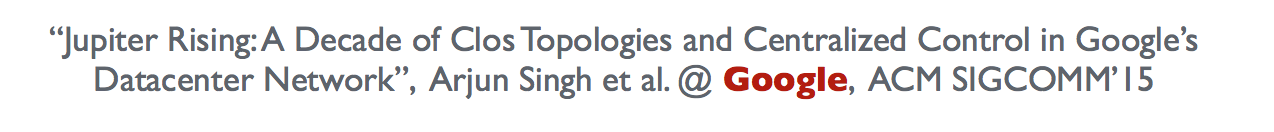 “Jupiter Rising: A Decade of Clos Topologies and Centralized Control in Google’s
Datacenter Network”, Arjun Singh et al. @ Google, ACM SIGCOMM’15